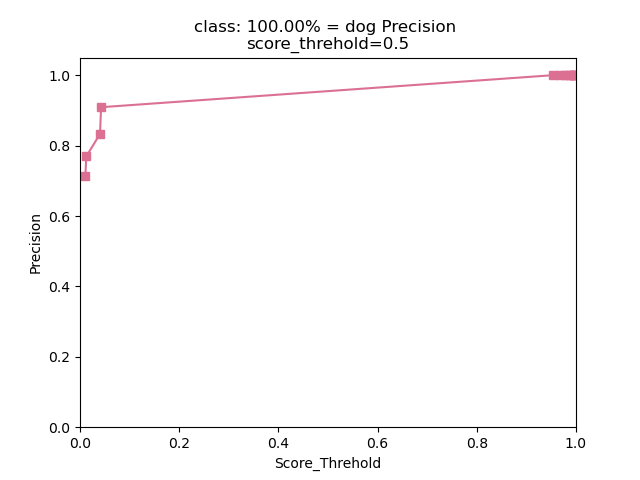 class: 100.00% = dog Precision
score_threhold=0.5
1.0
0.8
0.6
0.4
0.2
0.0
Precision
0.0 0.2 0.4 0.6 0.8 1.0
Score_Threhold